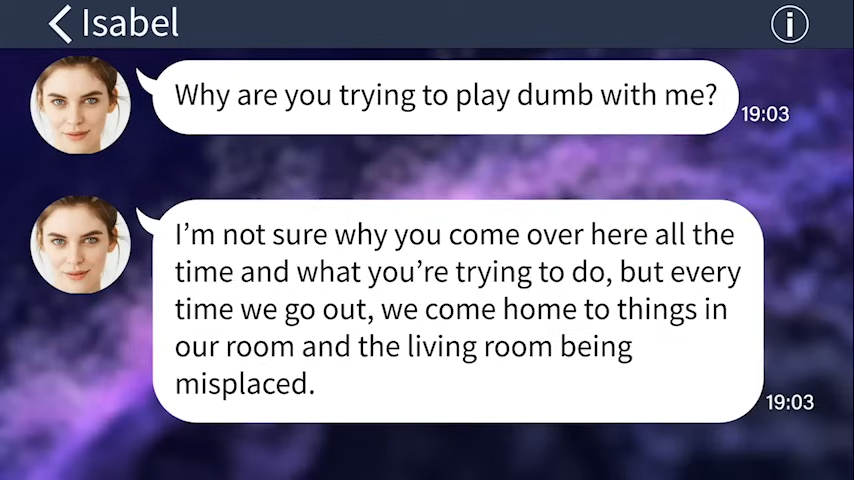 Isabel
Why are you trying to play dumb with me?
19:03
I'm not sure why you come over here all the
time and what you're trying to do, but every
time we go out, we come home to things in
our room and the living room being
misplaced.
19:03